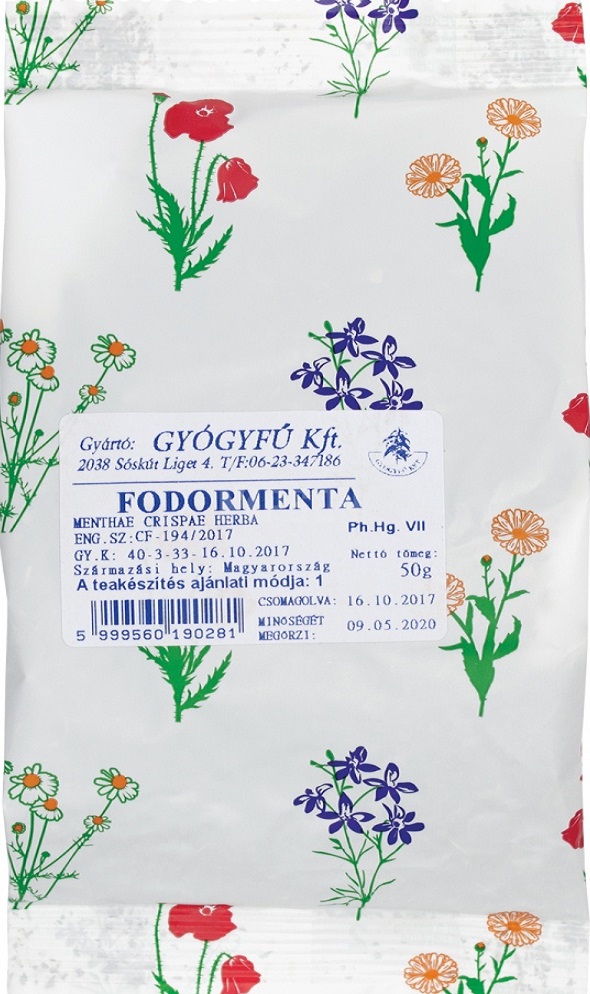 Gyártó: GYÓGYFŰ Kft.
2038 Sóskút Liget 4. T/F:06-23-347186
FODORMENTA
MENTHAE CRISPAE HERBA Ph.Hg. VII
ENG.SZ:CF-194/2017
GY.K: 40-3-33-16.10.2017 Nettó tömeg:
Származási hely: Magyarország 50g
A teakészítés ajánlati módja: 1
CSOMAGOLVA: 16.10.2017
MINŐSÉGÉT 09.05.2020
MEGŐRZI:
5 999560 190281